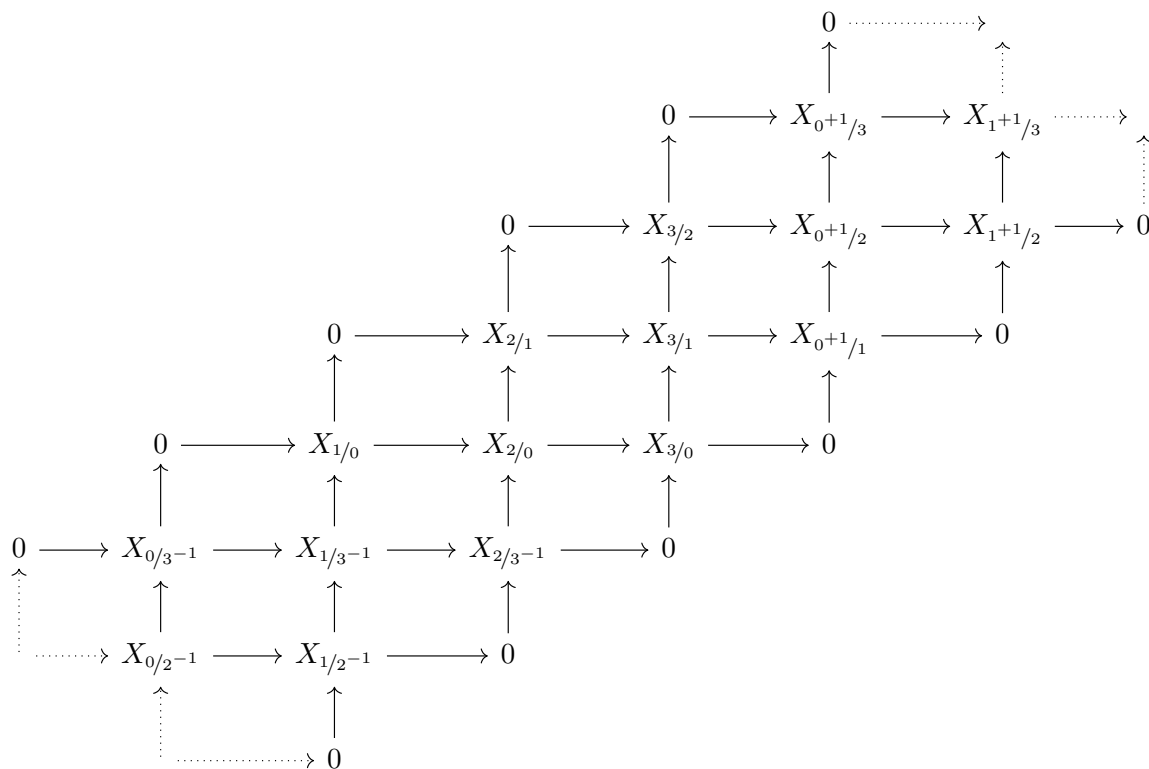 0
0 X_{0^{+1}/3} X_{1^{+1}/3}
0 X_{3/2} X_{0^{+1}/2} X_{1^{+1}/2} 0
0 X_{2/1} X_{3/1} X_{0^{+1}/1} 0
0 X_{1/0} X_{2/0} X_{3/0} 0
0 X_{0/3^{-1}} X_{1/3^{-1}} X_{2/3^{-1}} 0
X_{0/2^{-1}} X_{1/2^{-1}} 0
0